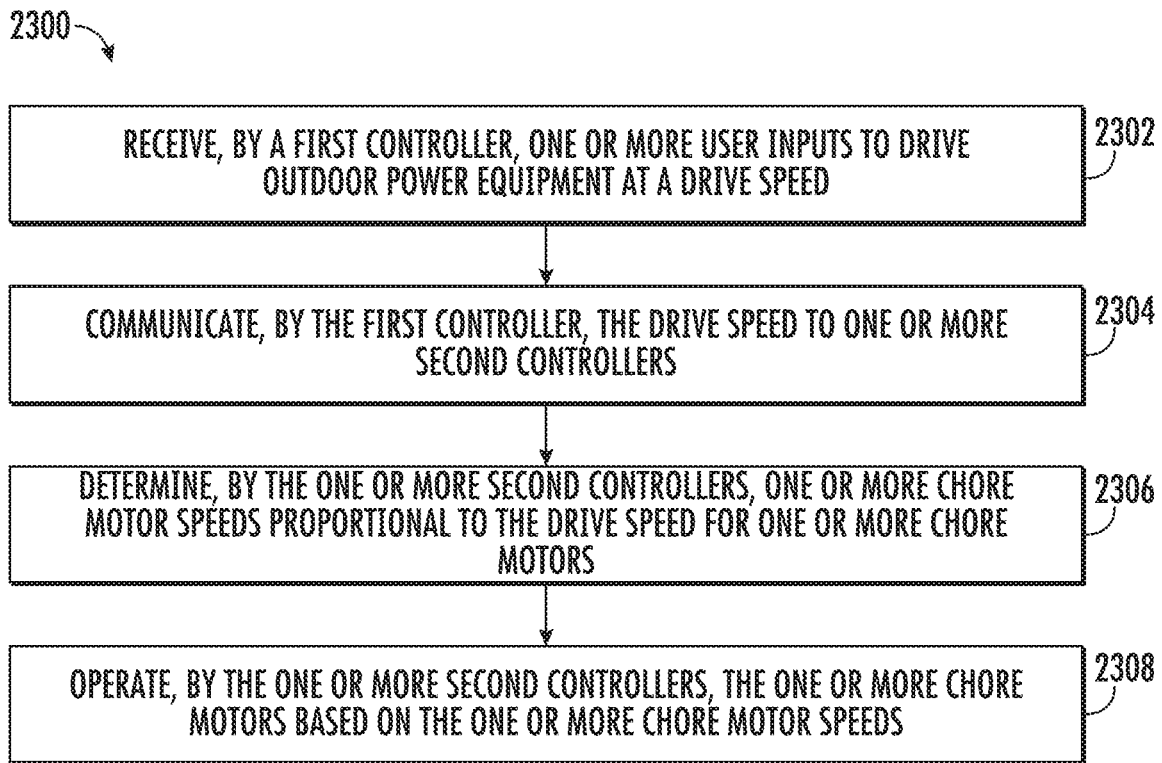 2300
RECEIVE, BY A FIRST CONTROLLER, ONE OR MORE USER INPUTS TO DRIVE
OUTDOOR POWER EQUIPMENT AT A DRIVE SPEED
2302
COMMUNICATE, BY THE FIRST CONTROLLER, THE DRIVE SPEED TO ONE OR MORE
SECOND CONTROLLERS
2304
DETERMINE, BY THE ONE OR MORE SECOND CONTROLLERS, ONE OR MORE CHORE
MOTOR SPEEDS PROPORTIONAL TO THE DRIVE SPEED FOR ONE OR MORE CHORE
MOTORS
2306
OPERATE, BY THE ONE OR MORE SECOND CONTROLLERS, THE ONE OR MORE CHORE
MOTORS BASED ON THE ONE OR MORE CHORE MOTOR SPEEDS
2308